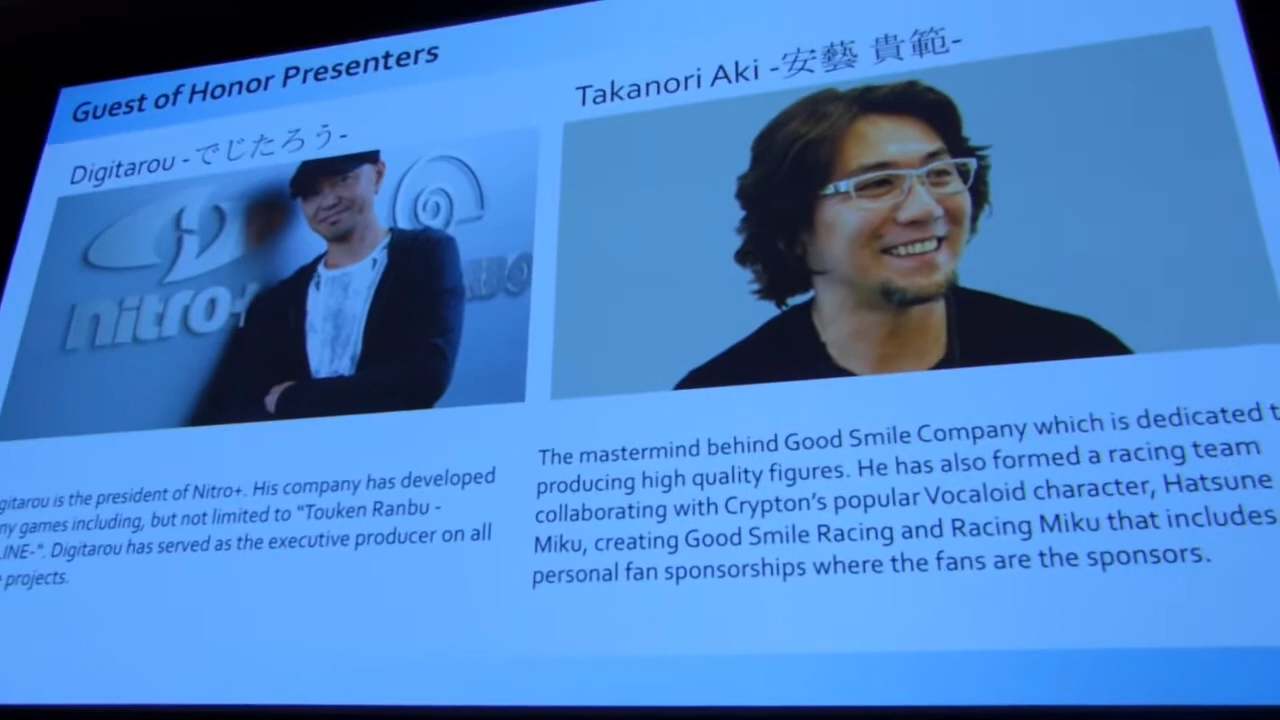 Guest of Honor Presenters
Digitarou -でじたろう-
nitro+
Takanori Aki -安藝 貴範-
gitarou is the president of Nitro+. His company has developed
ny games including, but not limited to "Touken Ranbu -
LINE-". Digitarou has served as the executive producer on all
projects.
The mastermind behind Good Smile Company which is dedicated t
producing high quality figures. He has also formed a racing team
collaborating with Crypton's popular Vocaloid character, Hatsune
Miku, creating Good Smile Racing and Racing Miku that includes
personal fan sponsorships where the fans are the sponsors.